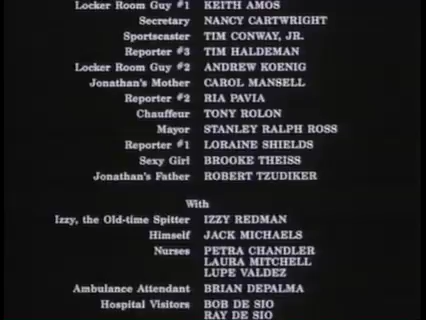 Locker Room Guy #1 KEITH AMOS
Secretary NANCY CARTWRIGHT
Sportscaster TIM CONWAY, JR.
Reporter #3 TIM HALDEMAN
Locker Room Guy #2 ANDREW KOENIG
Jonathan's Mother CAROL MANSELL
Reporter #2 RIA PAVIA
Chauffeur TONY ROLON
Mayor STANLEY RALPH ROSS
Reporter #1 LORAINE SHIELDS
Sexy Girl BROOKE THEISS
Jonathan's Father ROBERT TZUDIKER
With
Izzy, the Old-time Spitter IZZY REDMAN
Himself JACK MICHAELS
Nurses PETRA CHANDLER
LAURA MITCHELL
LUPE VALDEZ
Ambulance Attendant BRIAN DEPALMA
Hospital Visitors BOB DE SIO
RAY DE SIO